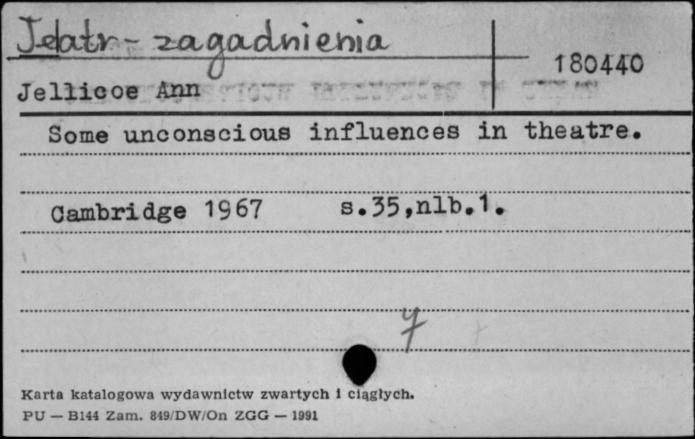 Teatr - zagadnienia
180440
Jellicoe Ann
Some unconscious influences in theatre.
Cambridge 1967 s.35,nlb.1.
y
Karta katalogowa wydawnictw zwartych i ciągłych.
PU — B144 Zam. 849/DW/On ZGG — 1991